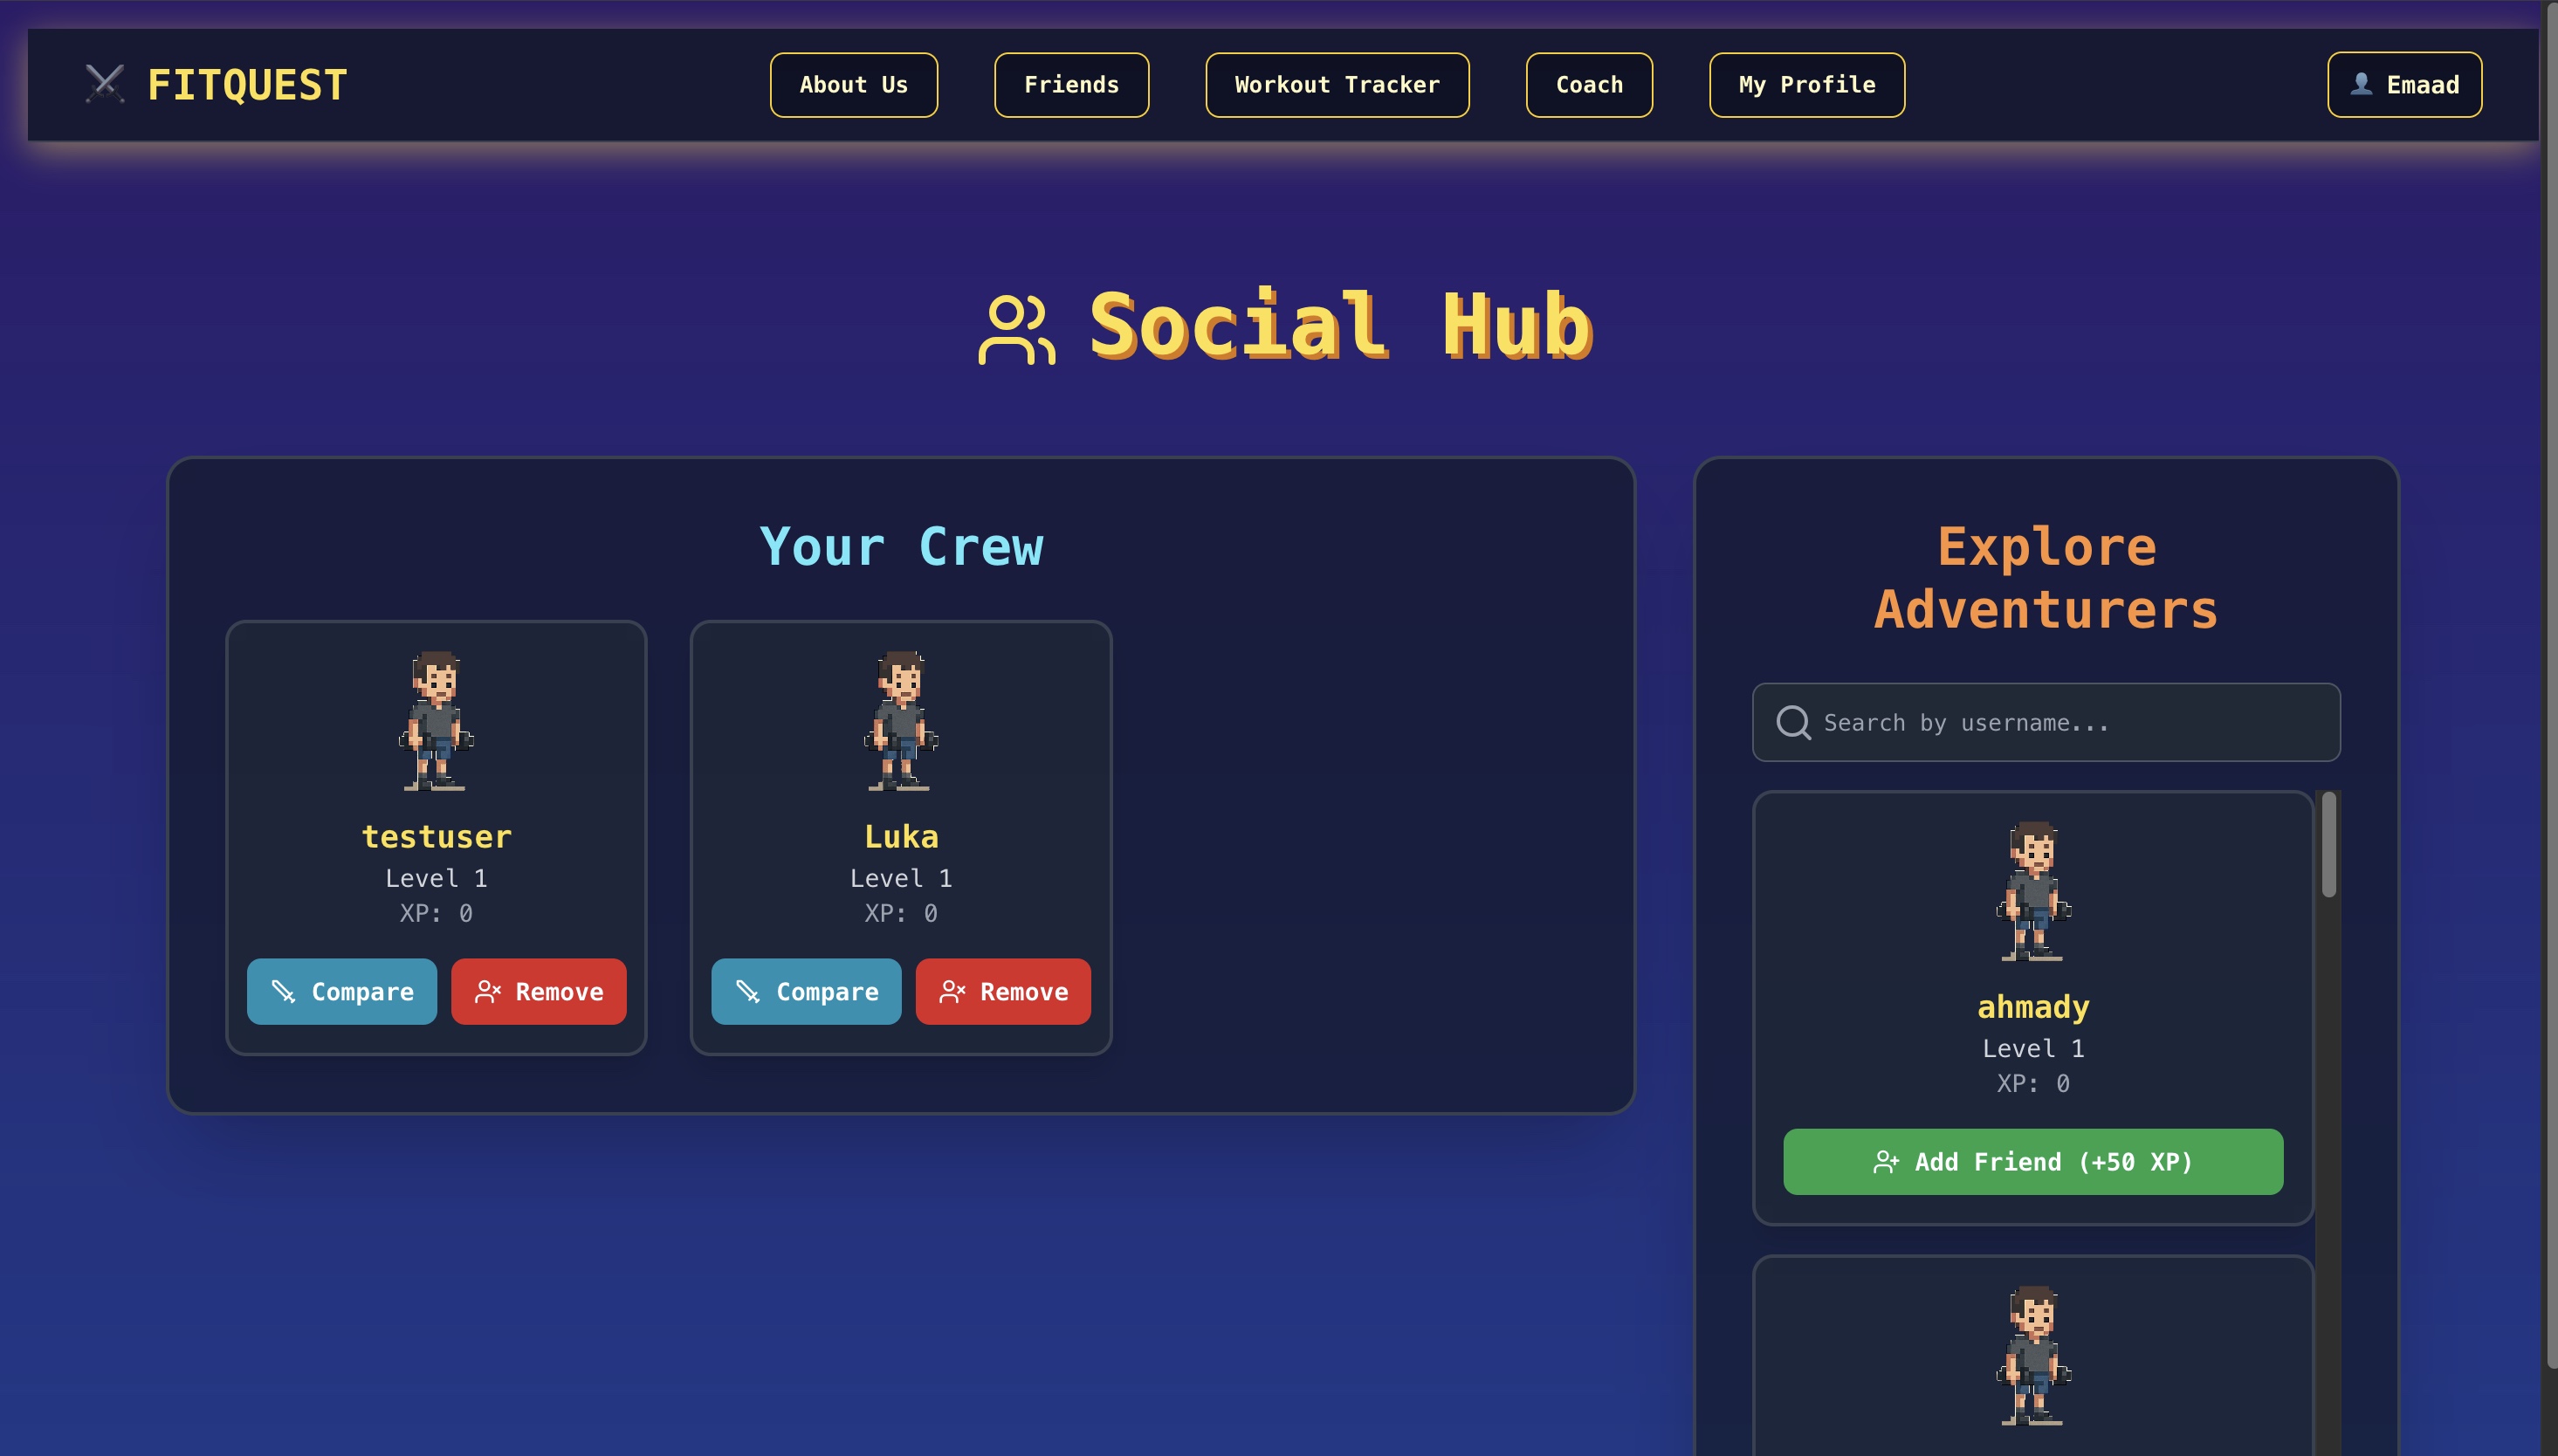 FITQUEST
About Us
Friends
Workout Tracker
Coach
My Profile
Emaad
Social Hub
Your Crew
testuser
Level 1
XP: 0
Compare
Remove
Luka
Level 1
XP: 0
Compare
Remove
Explore
Adventurers
Search by username...
ahmady
Level 1
XP: 0
Add Friend (+50 XP)